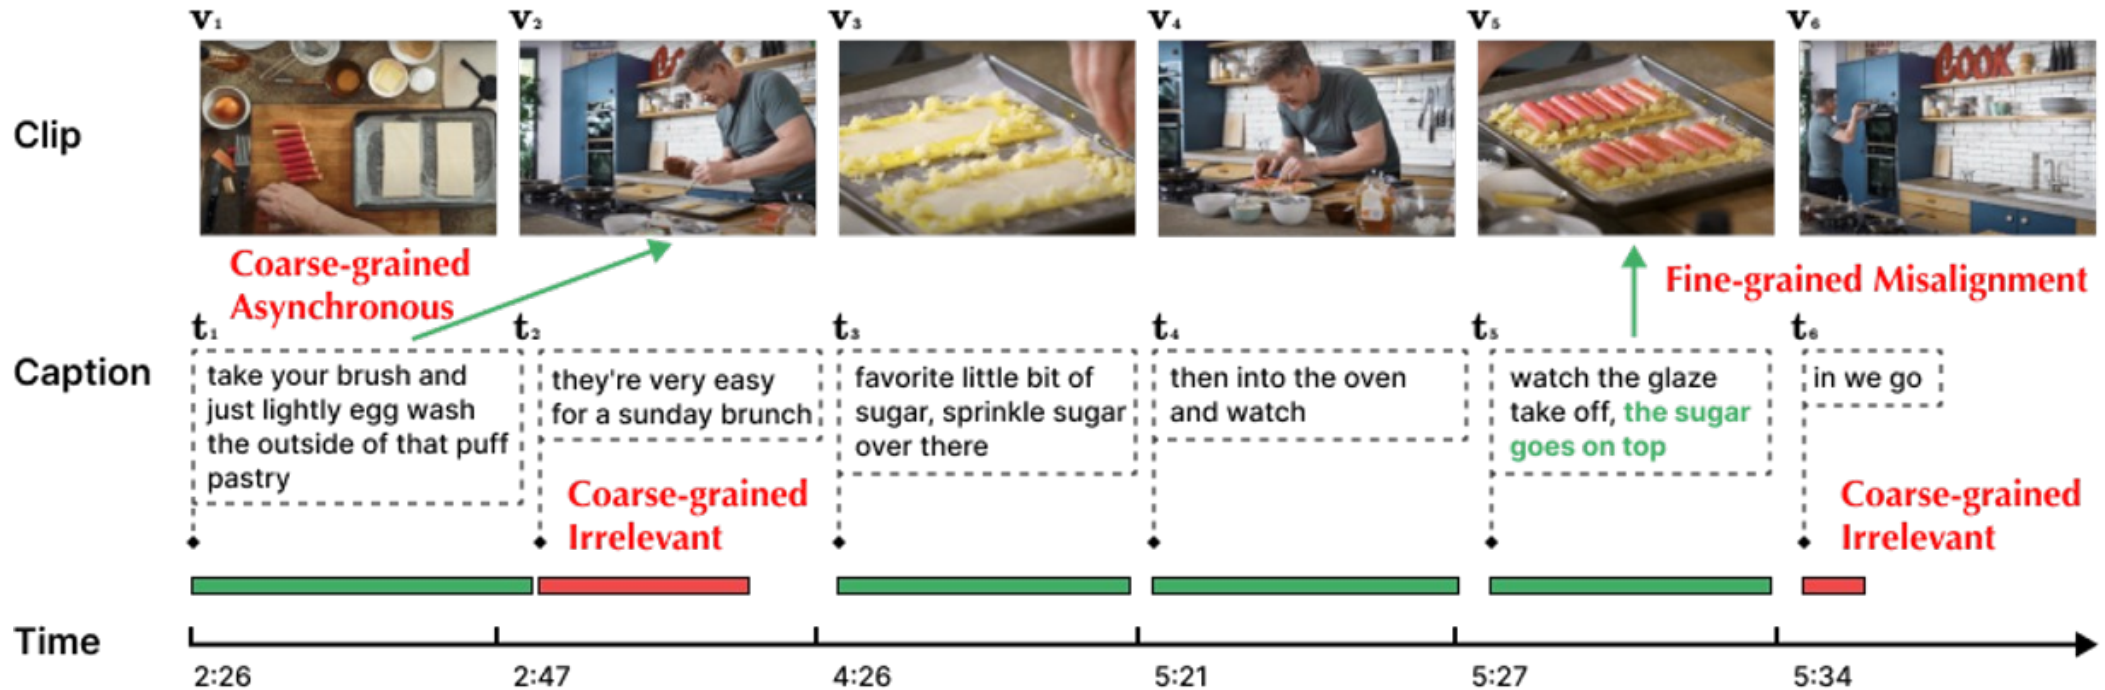 v₁ v₂ v₃ v₄ v₅ v₆
Clip
COOK
Coarse-grained
Asynchronous
Fine-grained Misalignment
t₁ t₂ t₃ t₄ t₅ t₆
Caption
take your brush and
just lightly egg wash
the outside of that puff
pastry
they're very easy
for a sunday brunch
favorite little bit of
sugar, sprinkle sugar
over there
then into the oven
and watch
watch the glaze
take off, the sugar
goes on top
in we go
Coarse-grained
Irrelevant
Coarse-grained
Irrelevant
Time
2:26 2:47 4:26 5:21 5:27 5:34